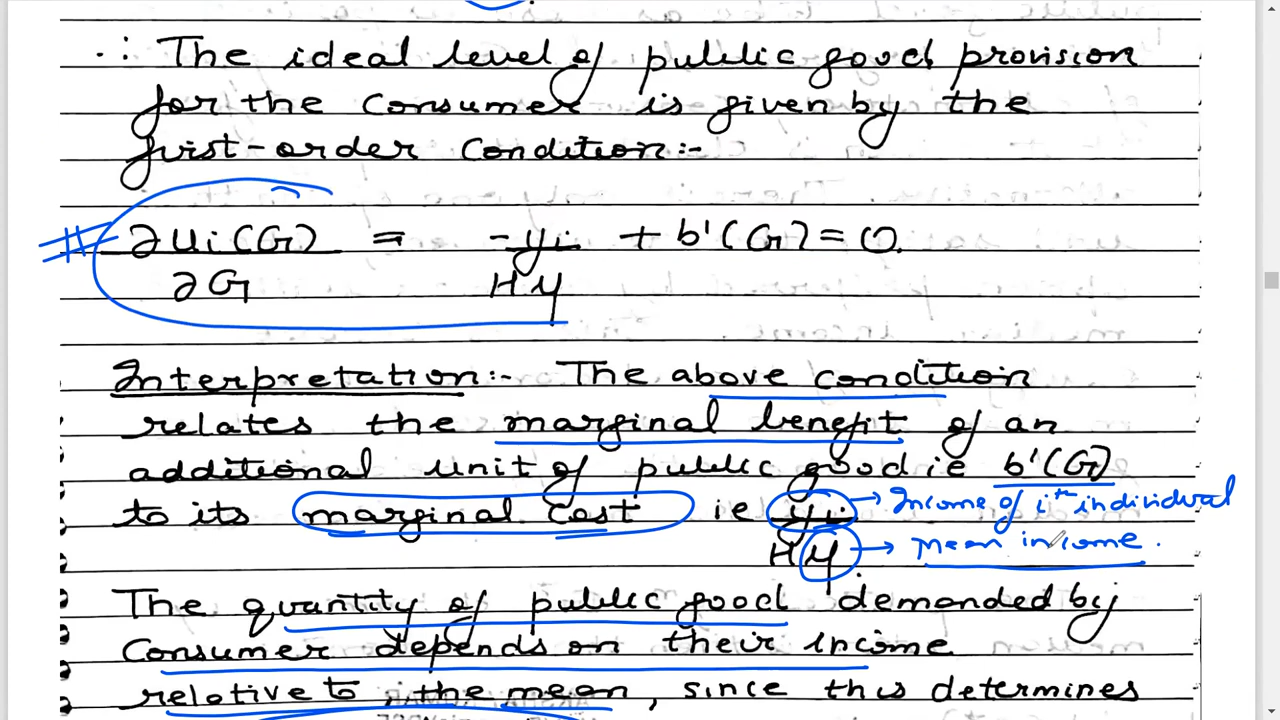 ∴ The ideal level of public good provision
for the consumer is given by the
first-order condition:-
∂Ui(G) = -yi + b'(G) = 0.
∂G Hy
Interpretation:- The above condition
relates the marginal benefit of an
additional unit of public good ie b'(G)
to its marginal cost ie yi → Income of ith individual
Hy → Mean income.
The quantity of public good demanded by
consumer depends on their income
relative to the mean, since this determines